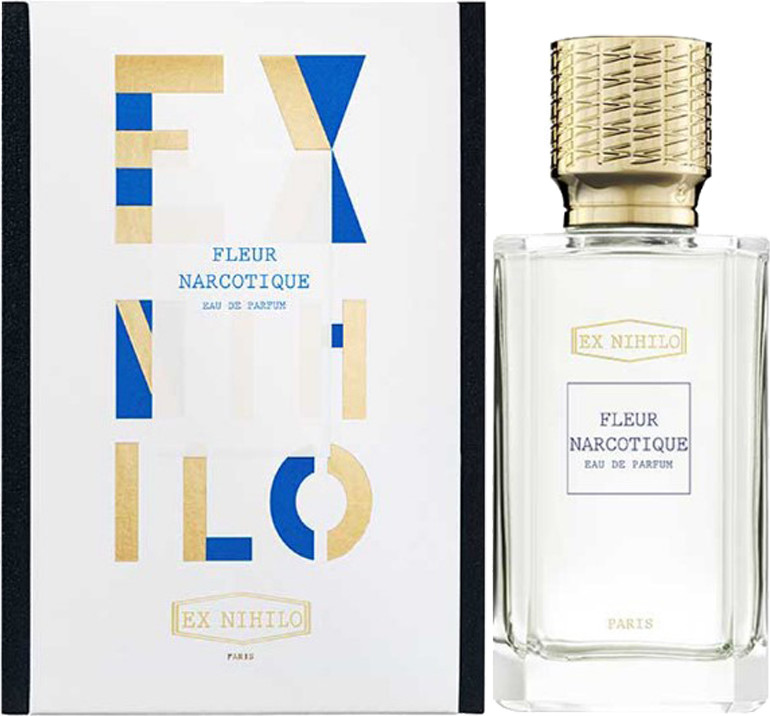 EX
NIHILO
FLEUR
NARCOTIQUE
EAU DE PARFUM
EX NIHILO
PARIS
EX NIHILO
FLEUR
NARCOTIQUE
EAU DE PARFUM
PARIS